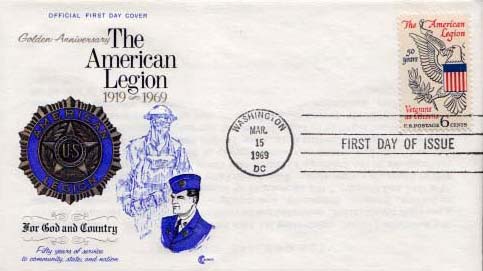 OFFICIAL FIRST DAY COVER
Golden Anniversary
The
American
Legion
1919 ~ 1969
AMERICAN
U.S
LEGION
For God and Country
Fifty years of service
to community, state, and nation
WASHINGTON
MAR.
15
1969
DC
FIRST DAY OF ISSUE
The American
Legion
50
years
Veterans
as Citizens
U.S. POSTAGE 6 CENTS